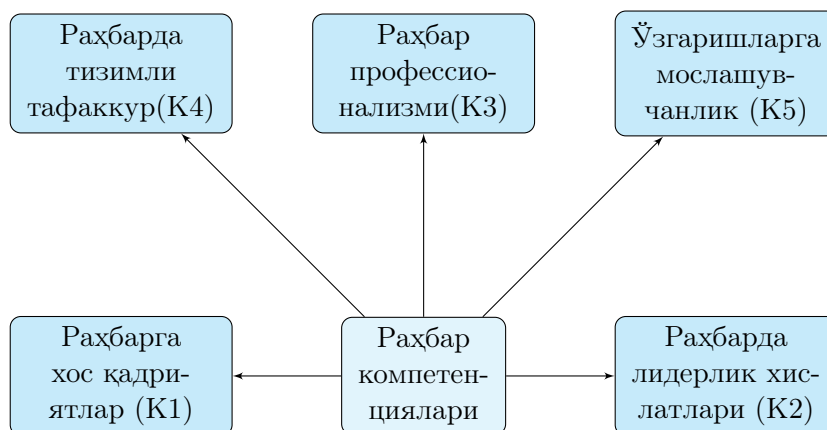 Раҳбарда
тизимли
тафаккур(К4)
Раҳбар
профессио-
нализми(К3)
Ўзгаришларга
мослашув-
чанлик (К5)
Раҳбарга
хос қадри-
ятлар (К1)
Раҳбар
компетен-
циялари
Раҳбарда
лидерлик хис-
латлари (К2)